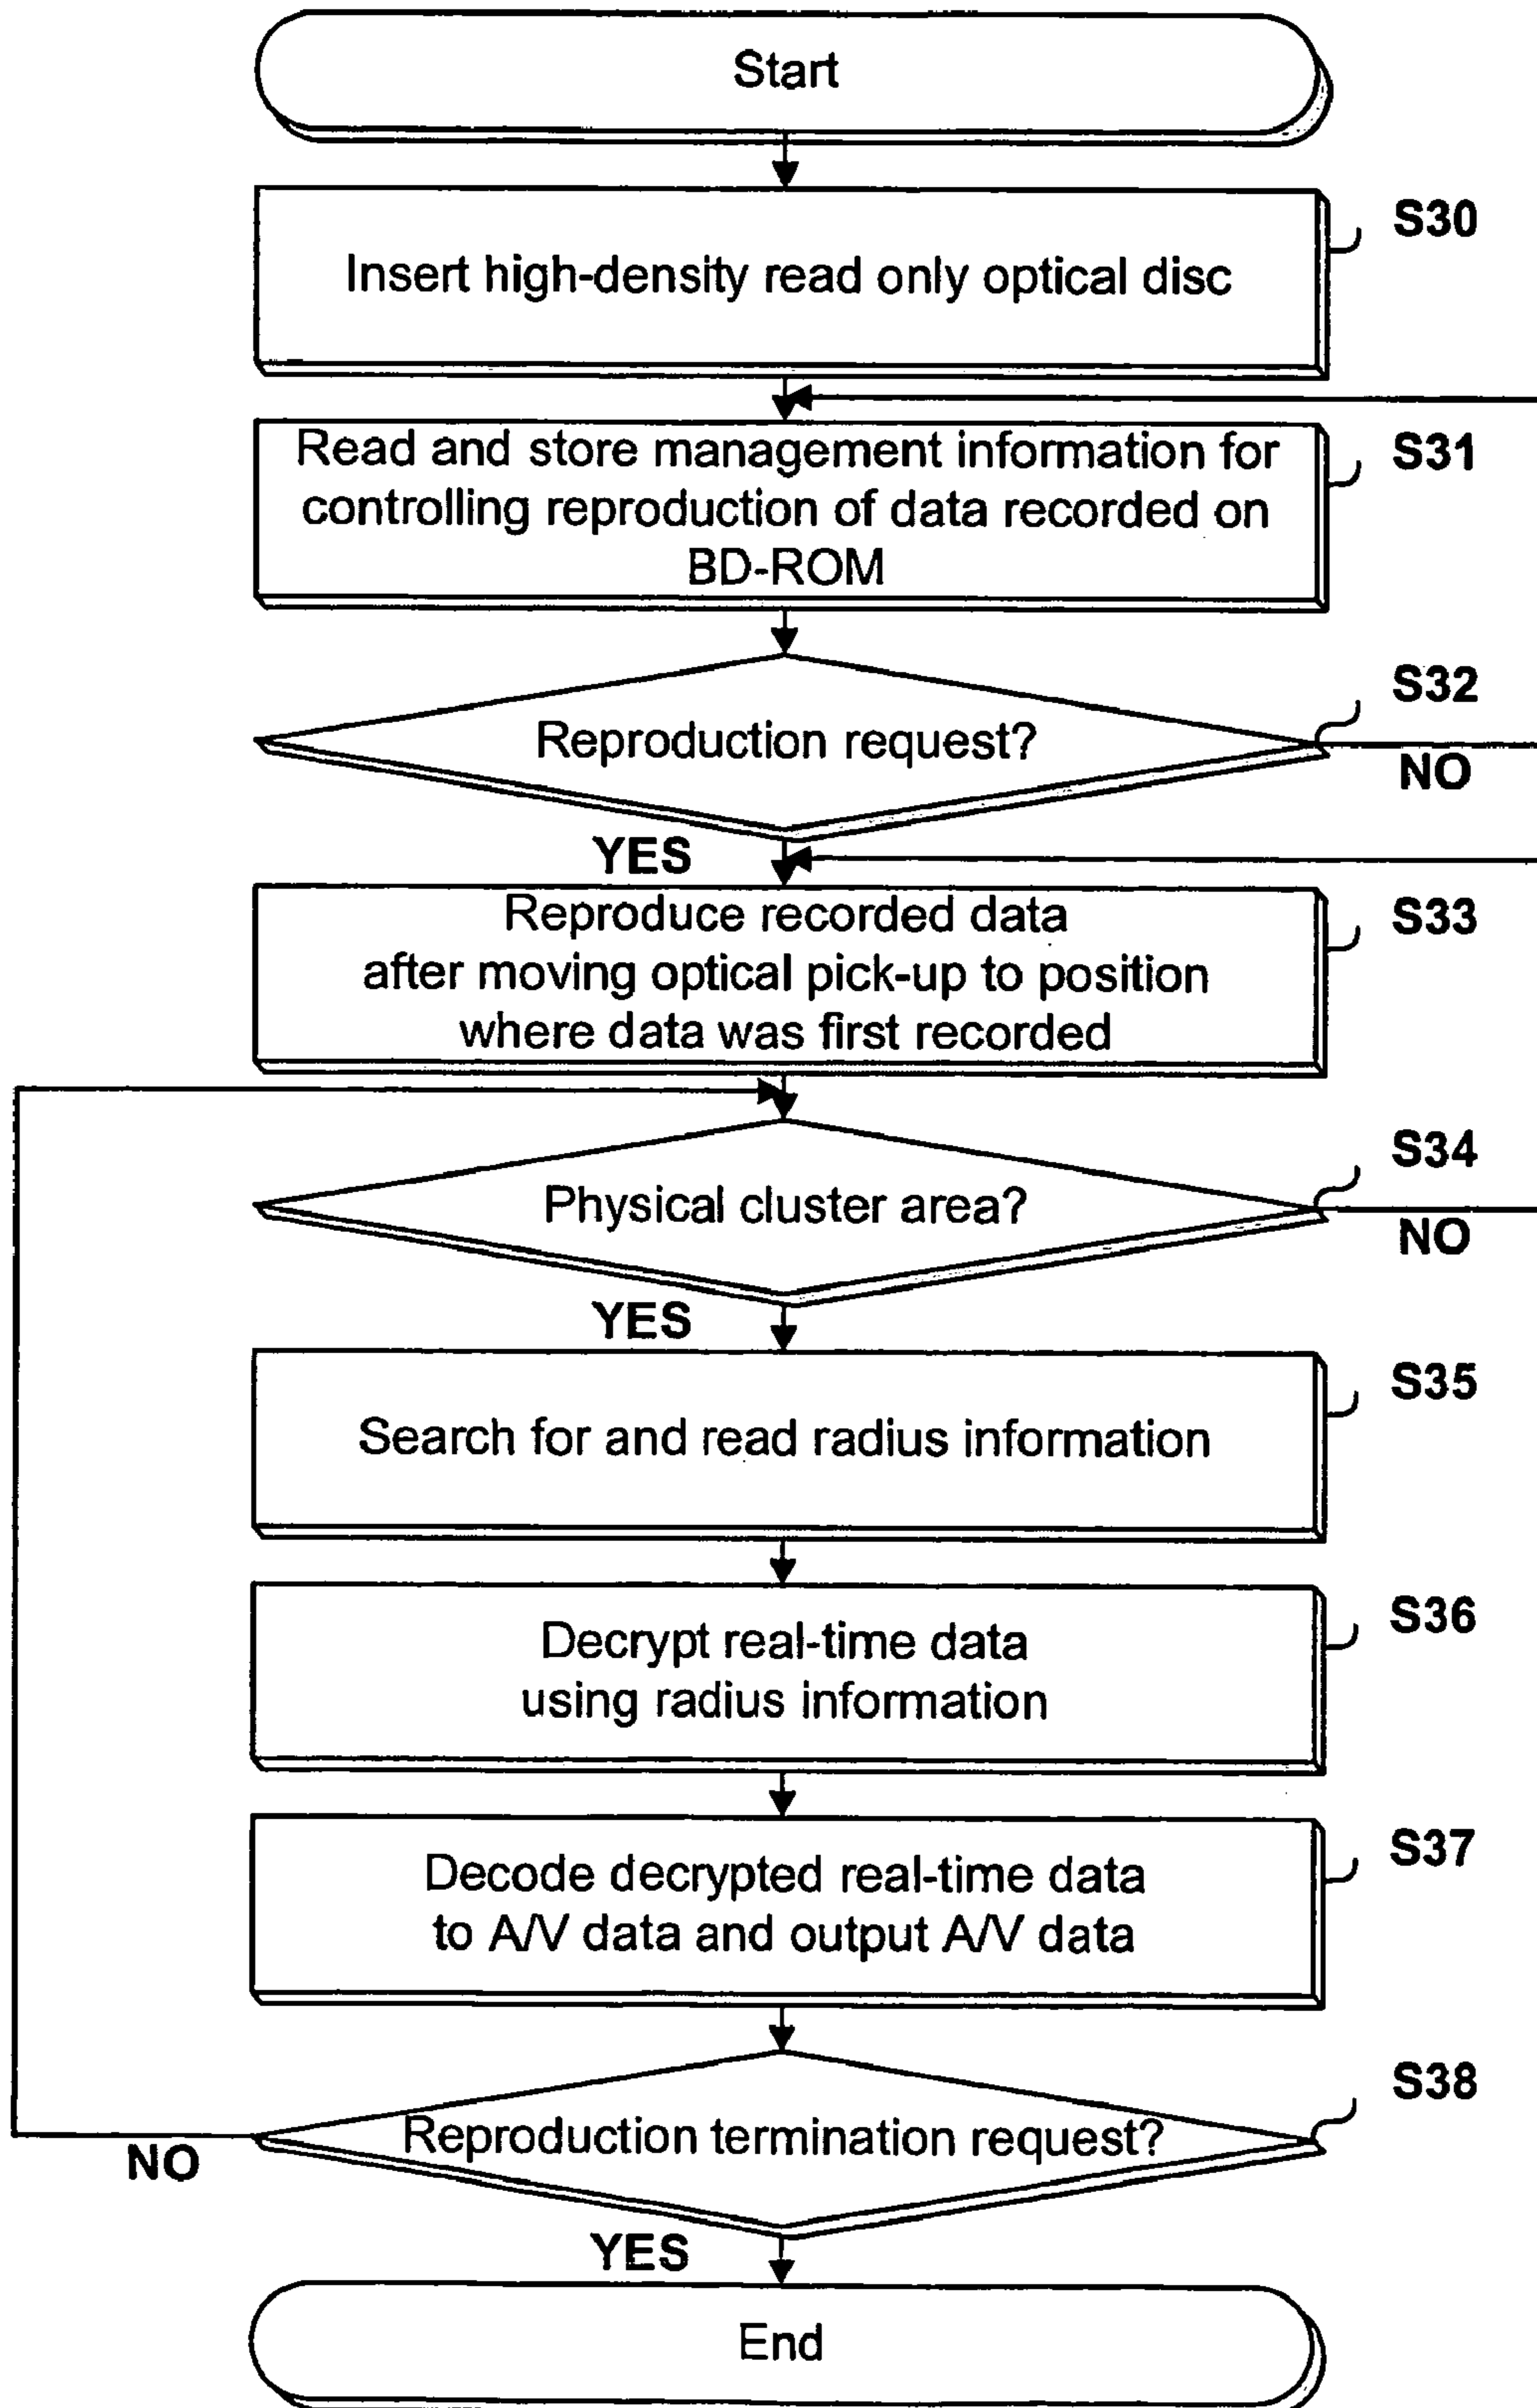 Start
S30
Insert high-density read only optical disc
S31
Read and store management information for
controlling reproduction of data recorded on
BD-ROM
S32
Reproduction request?
NO
YES
S33
Reproduce recorded data
after moving optical pick-up to position
where data was first recorded
S34
Physical cluster area?
NO
YES
S35
Search for and read radius information
S36
Decrypt real-time data
using radius information
S37
Decode decrypted real-time data
to A/V data and output A/V data
S38
Reproduction termination request?
NO
YES
End